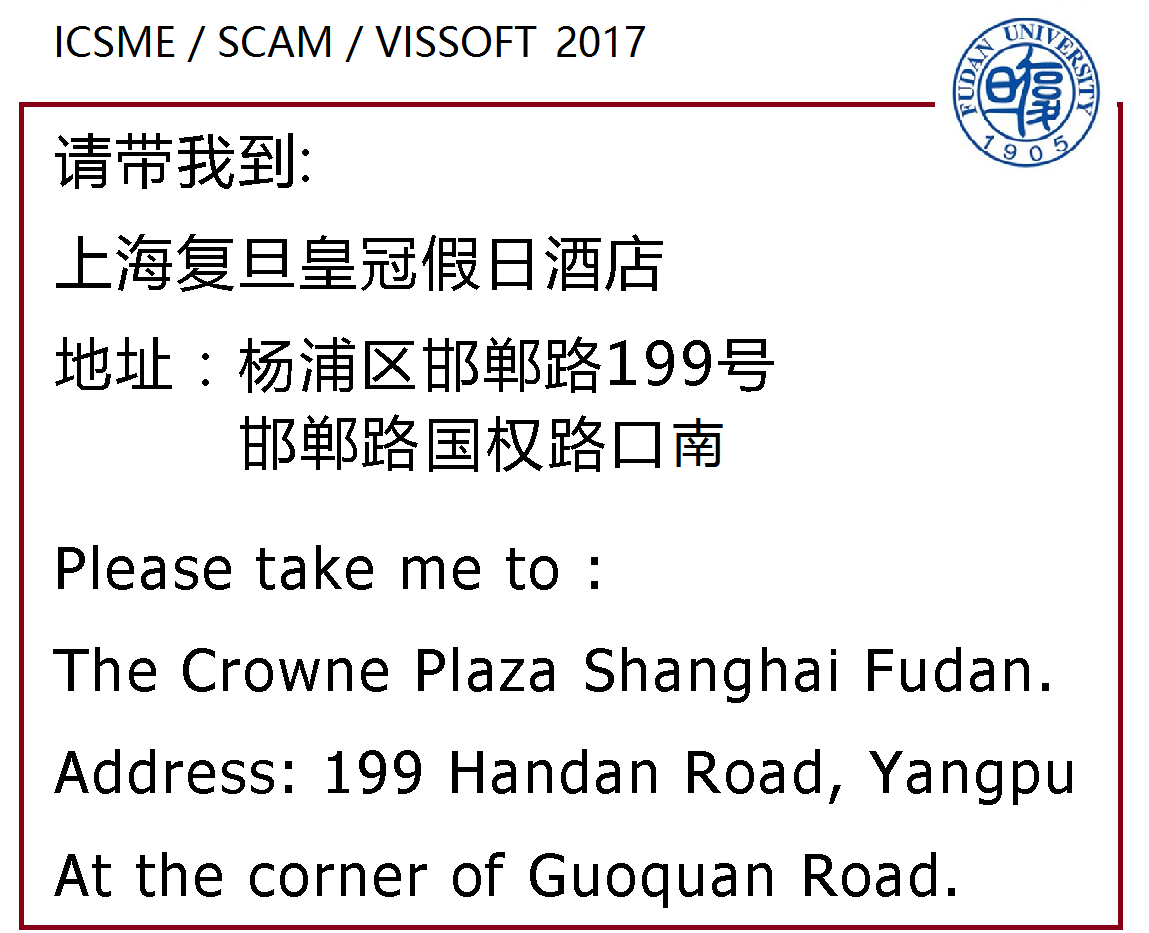 ICSME / SCAM / VISSOFT 2017
FUDAN UNIVERSITY
1905
请带我到:
上海复旦皇冠假日酒店
地址：杨浦区邯郸路199号
邯郸路国权路口南
Please take me to :
The Crowne Plaza Shanghai Fudan.
Address: 199 Handan Road, Yangpu
At the corner of Guoquan Road.